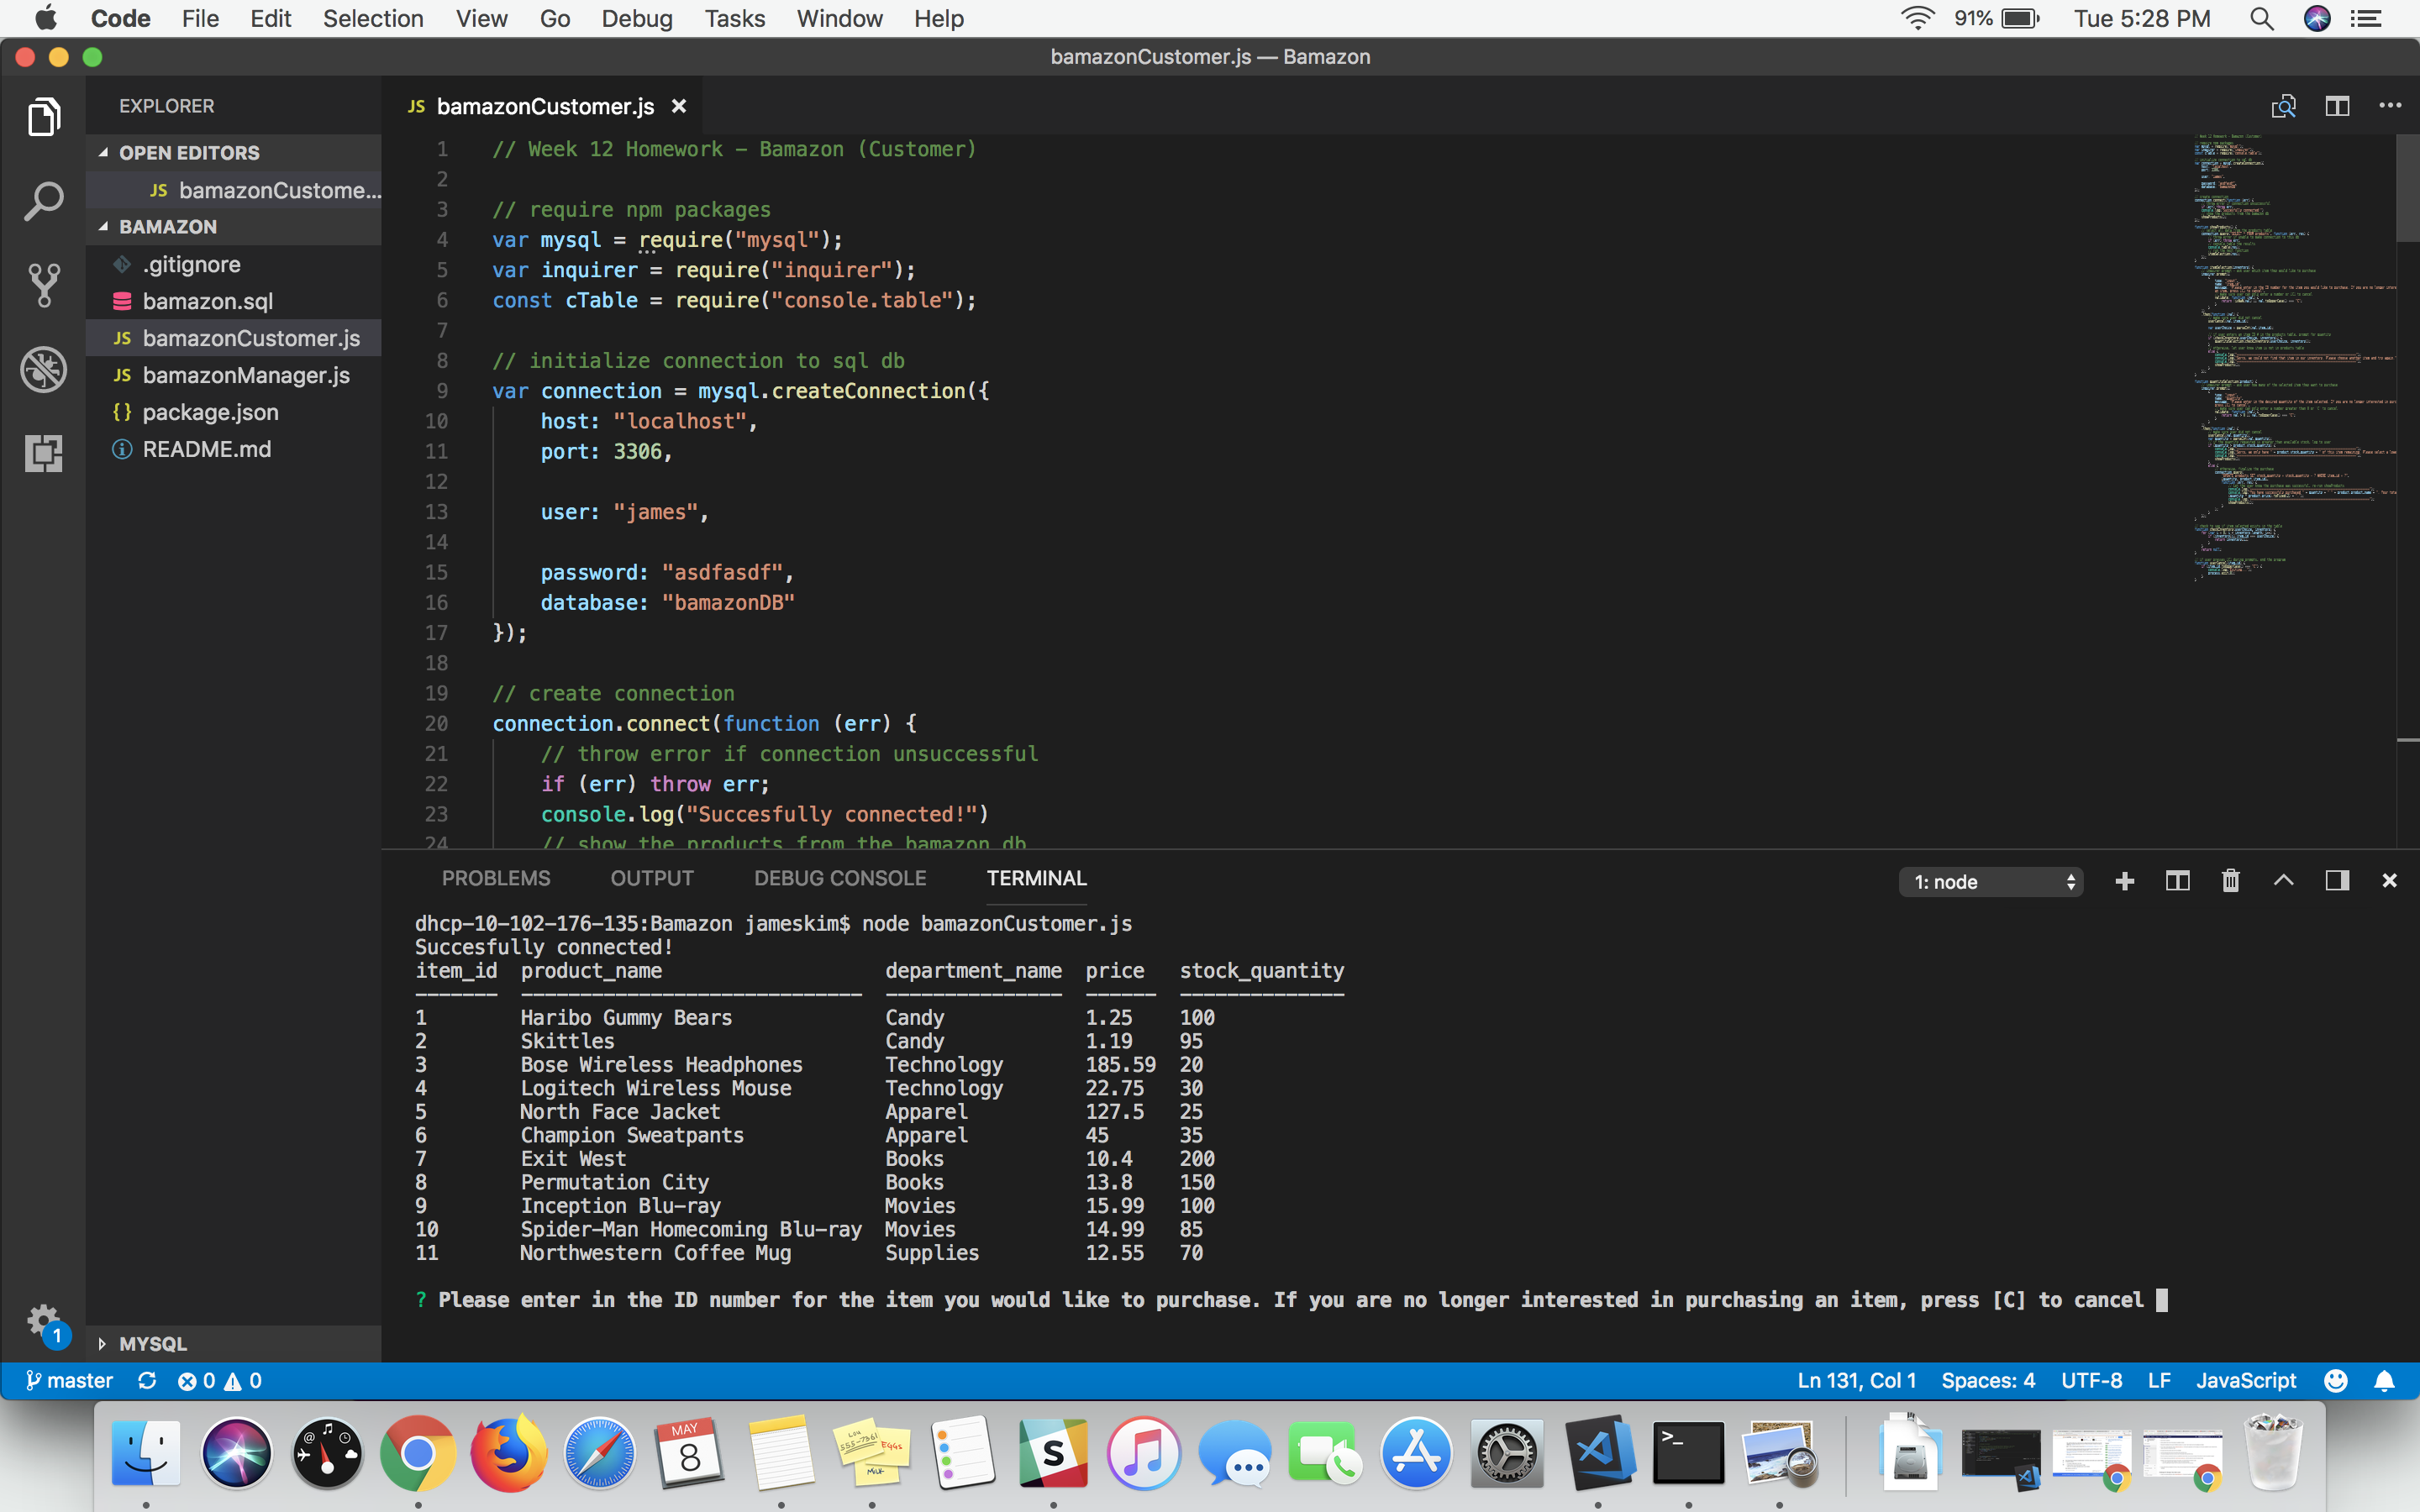 Code File Edit Selection View Go Debug Tasks Window Help 91% Tue 5:28 PM
bamazonCustomer.js — Bamazon
EXPLORER
OPEN EDITORS
JS bamazonCustome...
BAMAZON
.gitignore
bamazon.sql
JS bamazonCustomer.js
JS bamazonManager.js
{} package.json
README.md
MYSQL
JS bamazonCustomer.js ×
1 // Week 12 Homework - Bamazon (Customer)
2
3 // require npm packages
4 var mysql = require("mysql");
5 var inquirer = require("inquirer");
6 const cTable = require("console.table");
7
8 // initialize connection to sql db
9 var connection = mysql.createConnection({
10 host: "localhost",
11 port: 3306,
12
13 user: "james",
14
15 password: "asdfasdf",
16 database: "bamazonDB"
17 });
18
19 // create connection
20 connection.connect(function (err) {
21 // throw error if connection unsuccessful
22 if (err) throw err;
23 console.log("Succesfully connected!")
24 // show the products from the bamazon db
PROBLEMS OUTPUT DEBUG CONSOLE TERMINAL 1: node
dhcp-10-102-176-135:Bamazon jameskim$ node bamazonCustomer.js
Succesfully connected!
item_id product_name department_name price stock_quantity
------- ----------------------------- --------------- ------ --------------
1 Haribo Gummy Bears Candy 1.25 100
2 Skittles Candy 1.19 95
3 Bose Wireless Headphones Technology 185.59 20
4 Logitech Wireless Mouse Technology 22.75 30
5 North Face Jacket Apparel 127.5 25
6 Champion Sweatpants Apparel 45 35
7 Exit West Books 10.4 200
8 Permutation City Books 13.8 150
9 Inception Blu-ray Movies 15.99 100
10 Spider-Man Homecoming Blu-ray Movies 14.99 85
11 Northwestern Coffee Mug Supplies 12.55 70
? Please enter in the ID number for the item you would like to purchase. If you are no longer interested in purchasing an item, press [C] to cancel
1
master 0 0 Ln 131, Col 1 Spaces: 4 UTF-8 LF JavaScript
MAY
8
EGGS
MILK
S
>_